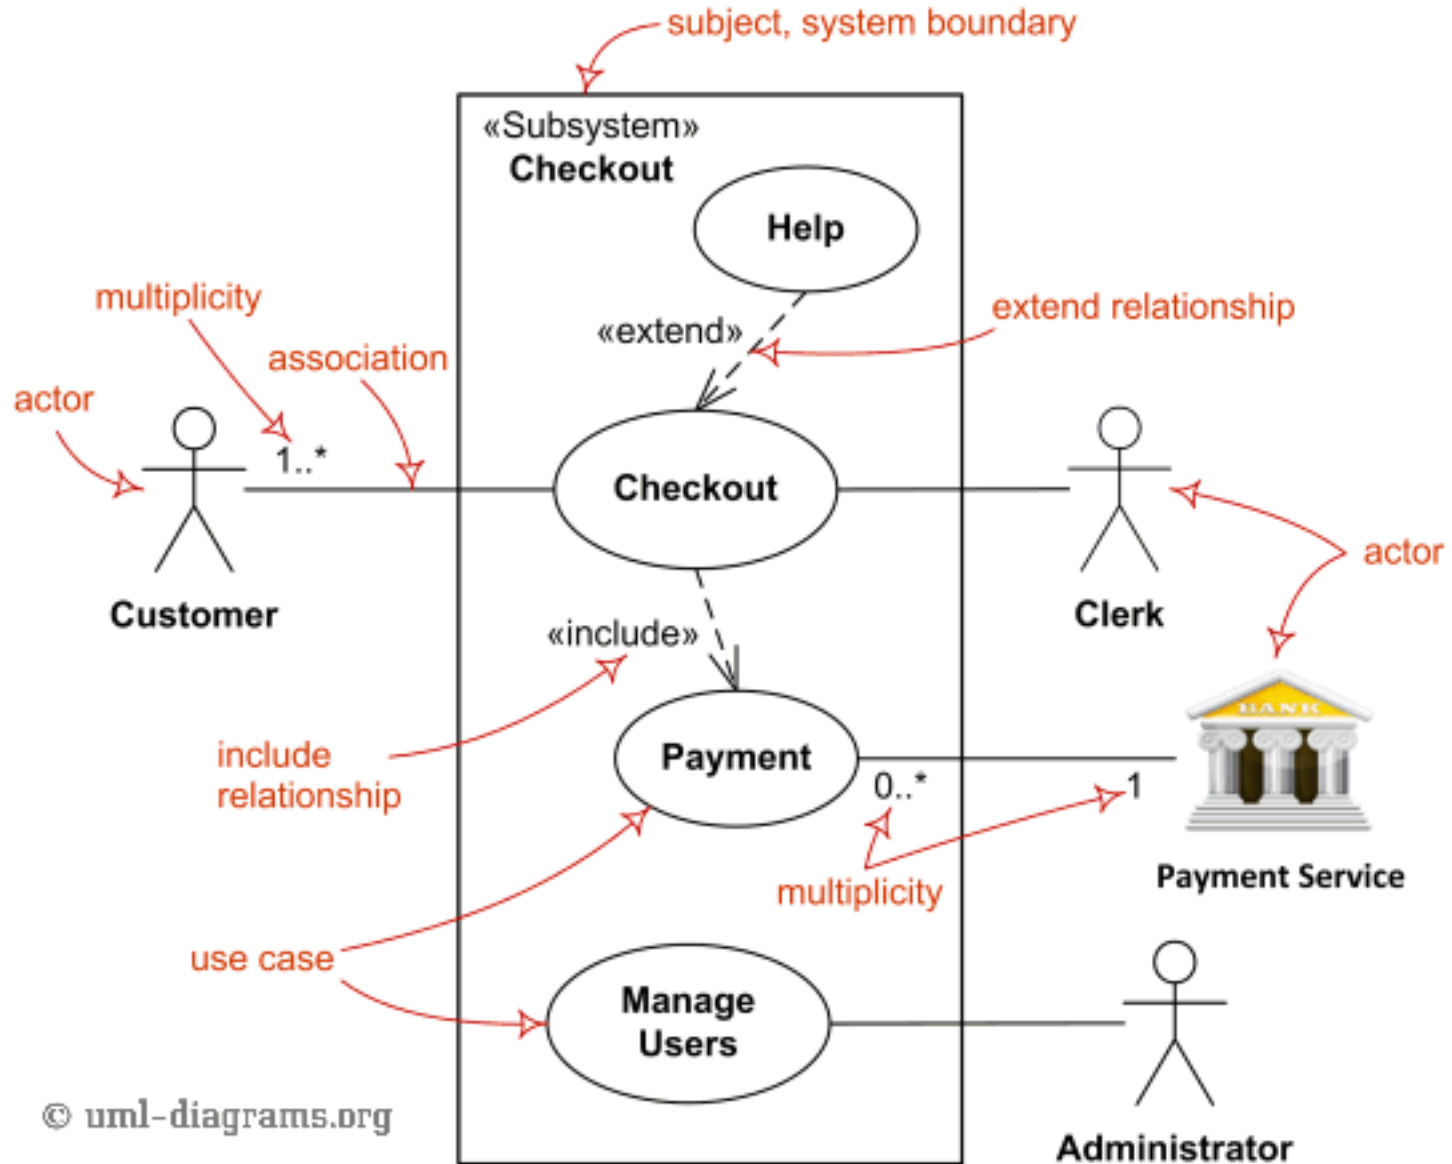 subject, system boundary
«Subsystem»
Checkout
Help
multiplicity
«extend»
extend relationship
association
actor
1..*
Checkout
actor
Customer
Clerk
«include»
BANK
include
relationship
Payment
0..*
1
multiplicity
Payment Service
use case
Manage
Users
© uml-diagrams.org
Administrator